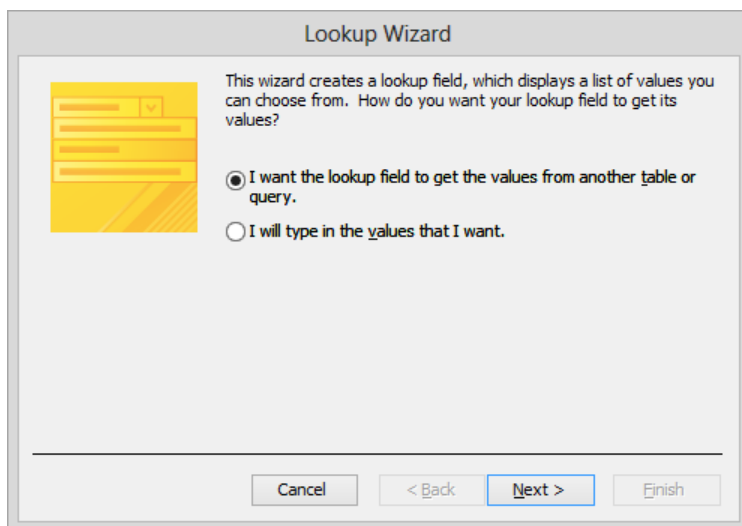 Lookup Wizard
This wizard creates a lookup field, which displays a list of values you
can choose from.  How do you want your lookup field to get its
values?
I want the lookup field to get the values from another table or
query.
I will type in the values that I want.
Cancel
< Back
Next >
Finish